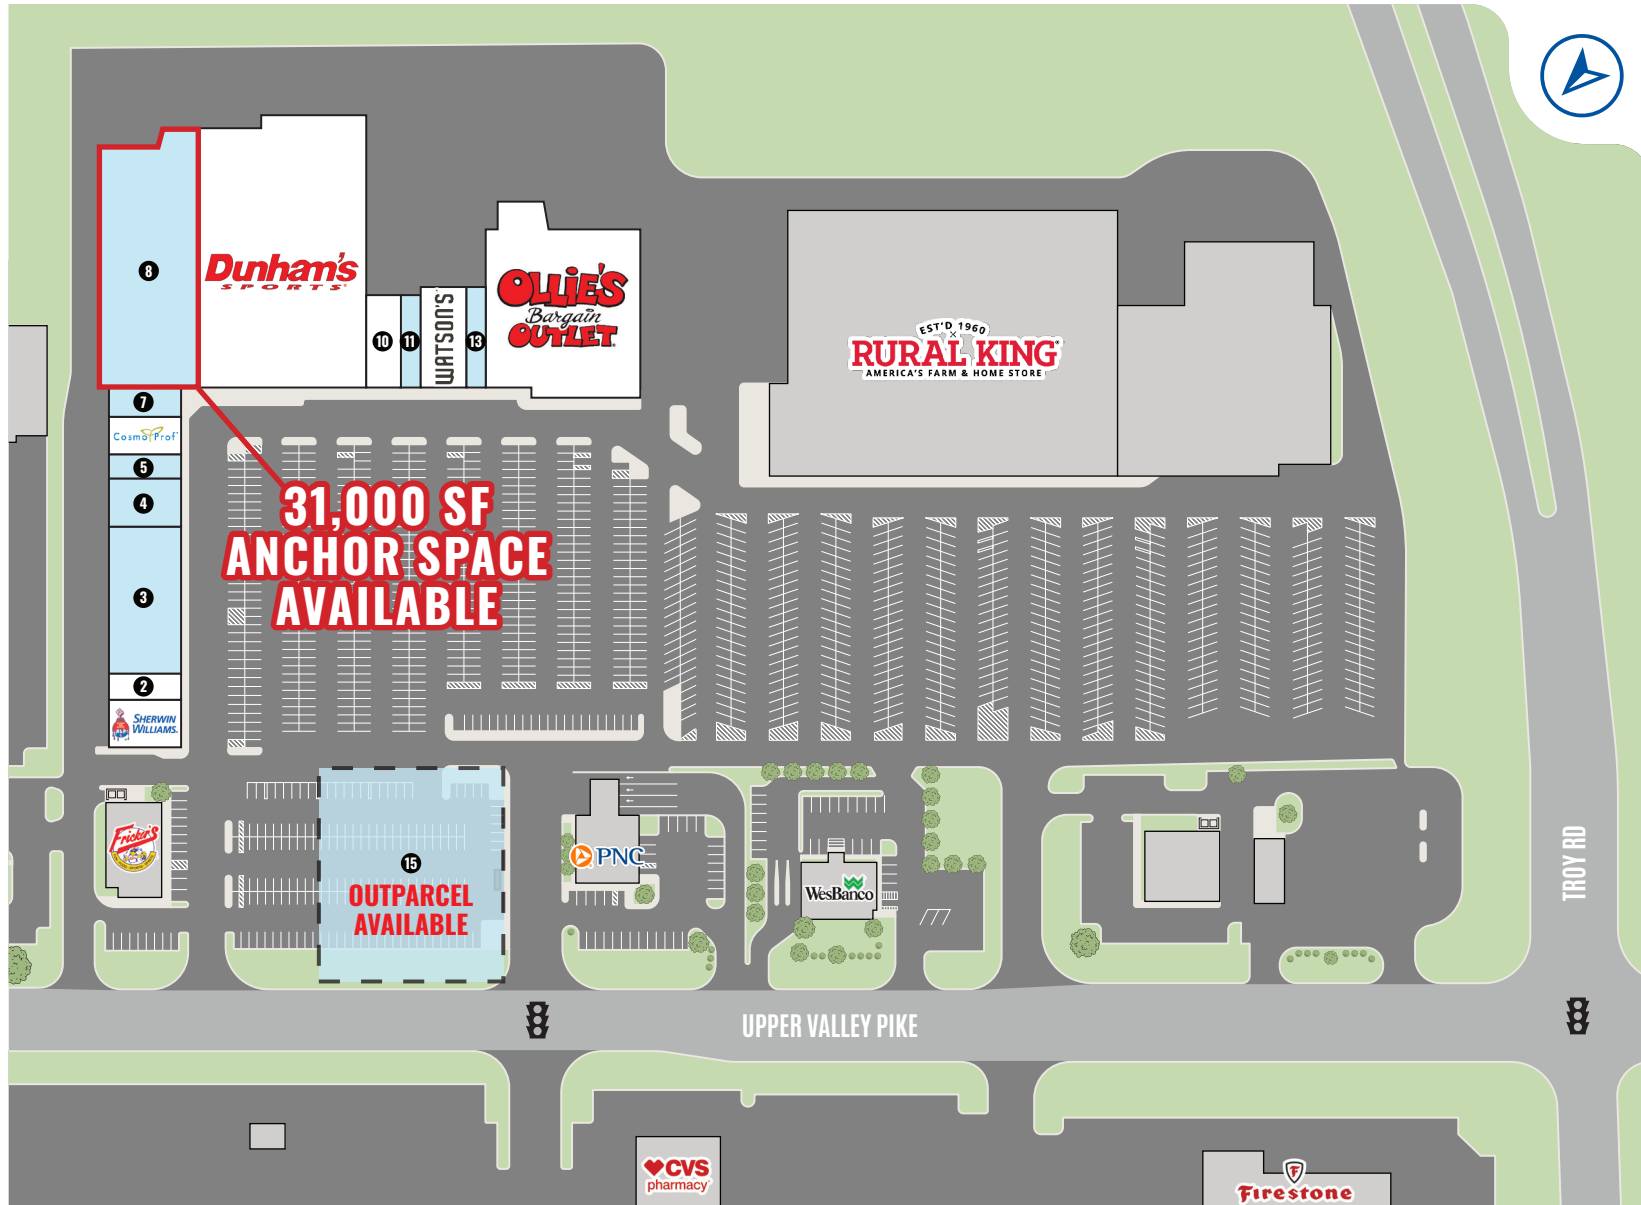 8
Dunham's
SPORTS
10
11
WATSON'S
13
OLLiE'S
Bargain
OUTLET
EST'D 1960
RURAL KING
AMERICA'S FARM & HOME STORE
7
CosmoProf
5
4
3
2
SHERWIN
WILLIAMS.
31,000 SF
ANCHOR SPACE
AVAILABLE
Fricker's
15
OUTPARCEL
AVAILABLE
PNC
WesBanco
TROY RD
UPPER VALLEY PIKE
CVS
pharmacy
F
Firestone